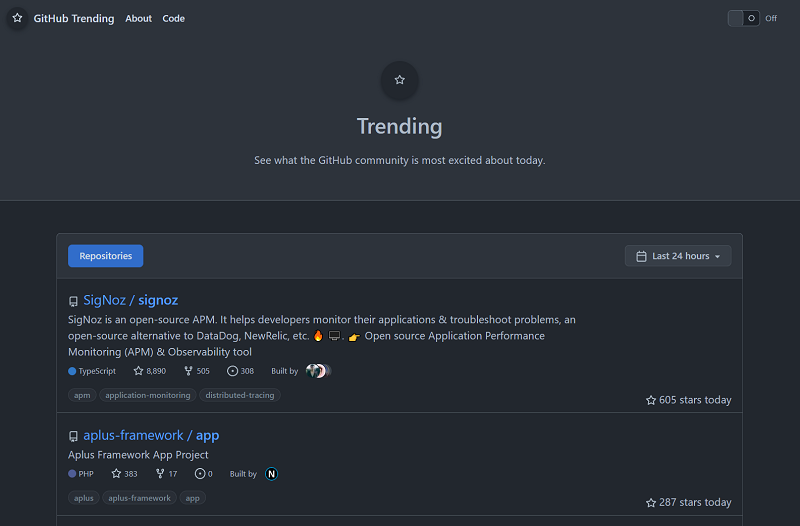 GitHub Trending About Code Off
Trending
See what the GitHub community is most excited about today.
Repositories Last 24 hours
SigNoz / signoz
SigNoz is an open-source APM. It helps developers monitor their applications & troubleshoot problems, an
open-source alternative to DataDog, NewRelic, etc. 🔥 🖥. 👉 Open source Application Performance
Monitoring (APM) & Observability tool
TypeScript 8,890 505 308 Built by
apm application-monitoring distributed-tracing
605 stars today
aplus-framework / app
Aplus Framework App Project
PHP 383 17 0 Built by N
aplus aplus-framework app
287 stars today